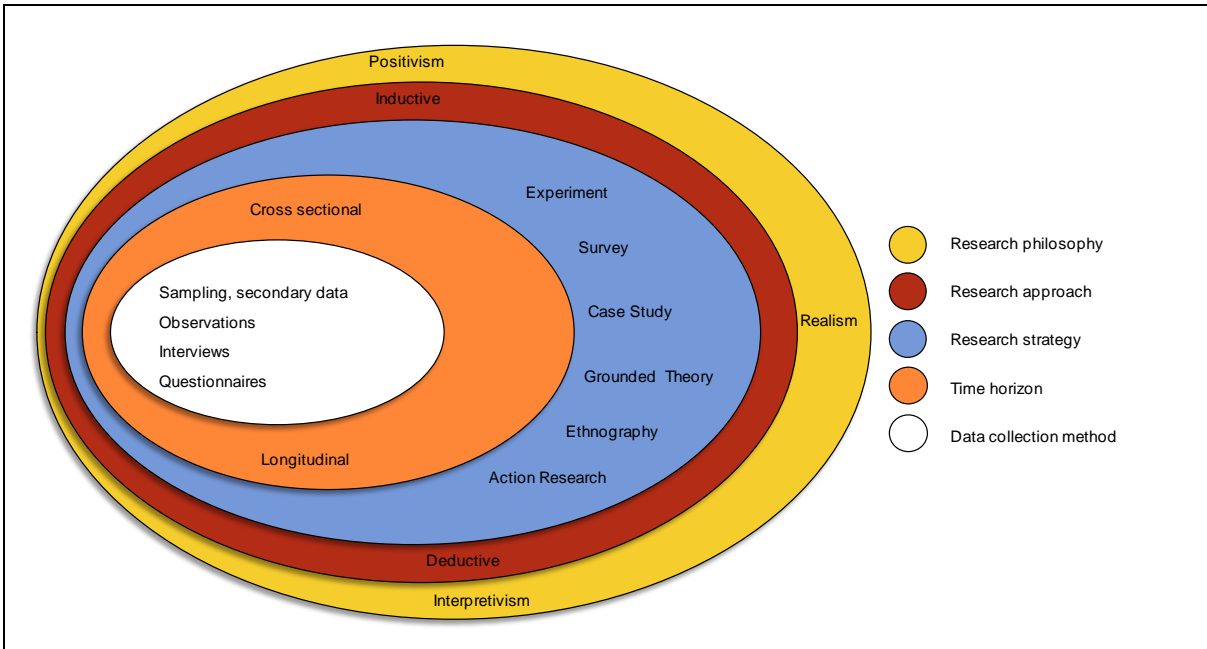 Positivism
Inductive
Experiment
Cross sectional
Survey
Sampling, secondary data
Observations
Interviews
Questionnaires
Case Study
Realism
Grounded Theory
Ethnography
Longitudinal
Action Research
Deductive
Interpretivism
Research philosophy
Research approach
Research strategy
Time horizon
Data collection method